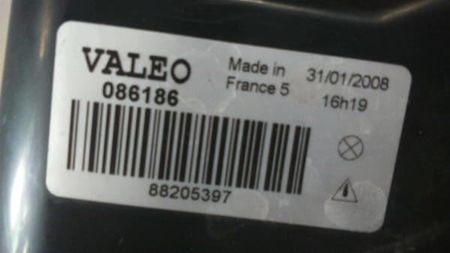 VALEO
Made in
France 5
31/01/2008
16h19
086186
88205397